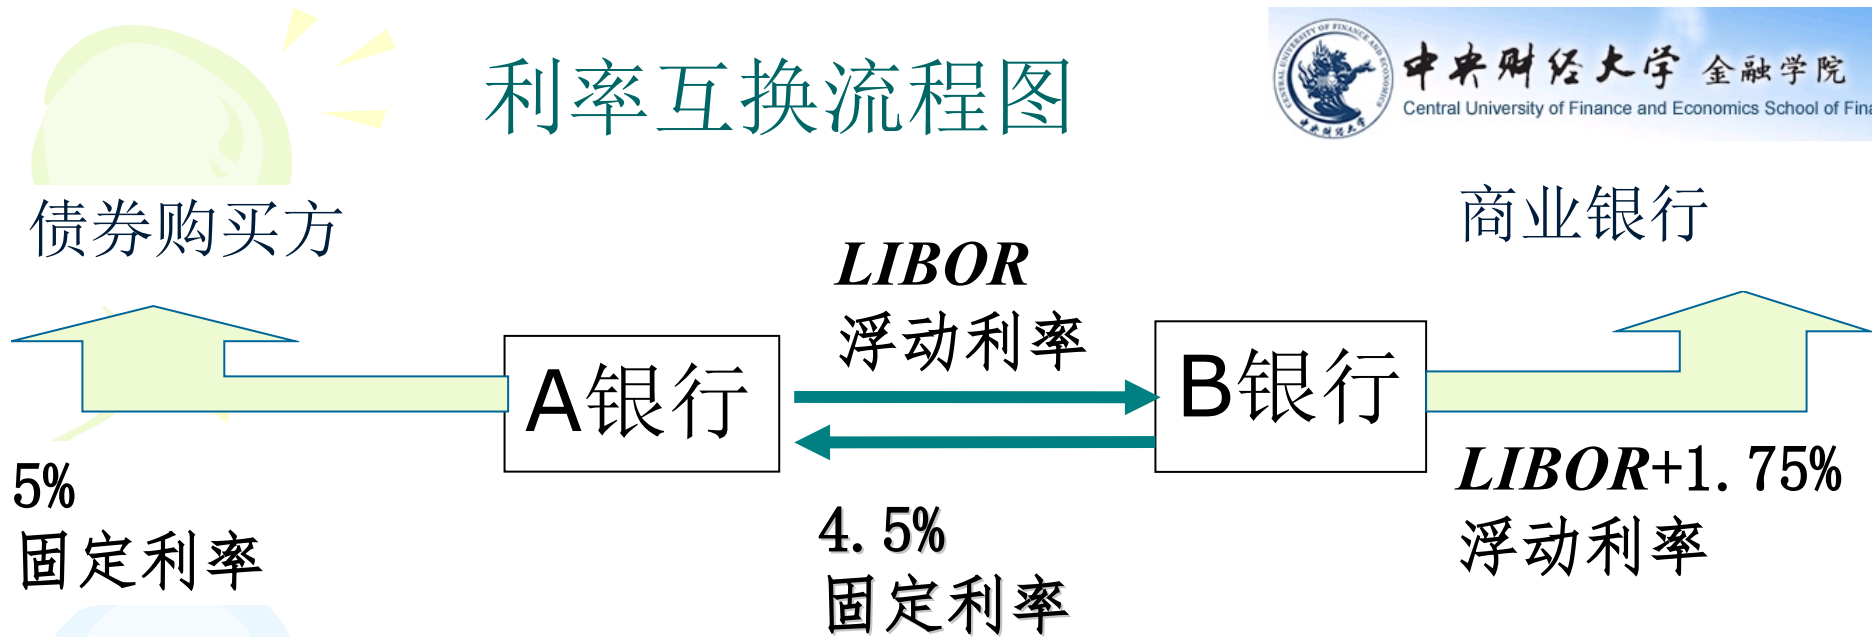 利率互换流程图
中央财经大学 金融学院
Central University of Finance and Economics School of Fina
债券购买方
商业银行
LIBOR
浮动利率
A银行
B银行
5%
固定利率
4.5%
固定利率
LIBOR+1.75%
浮动利率